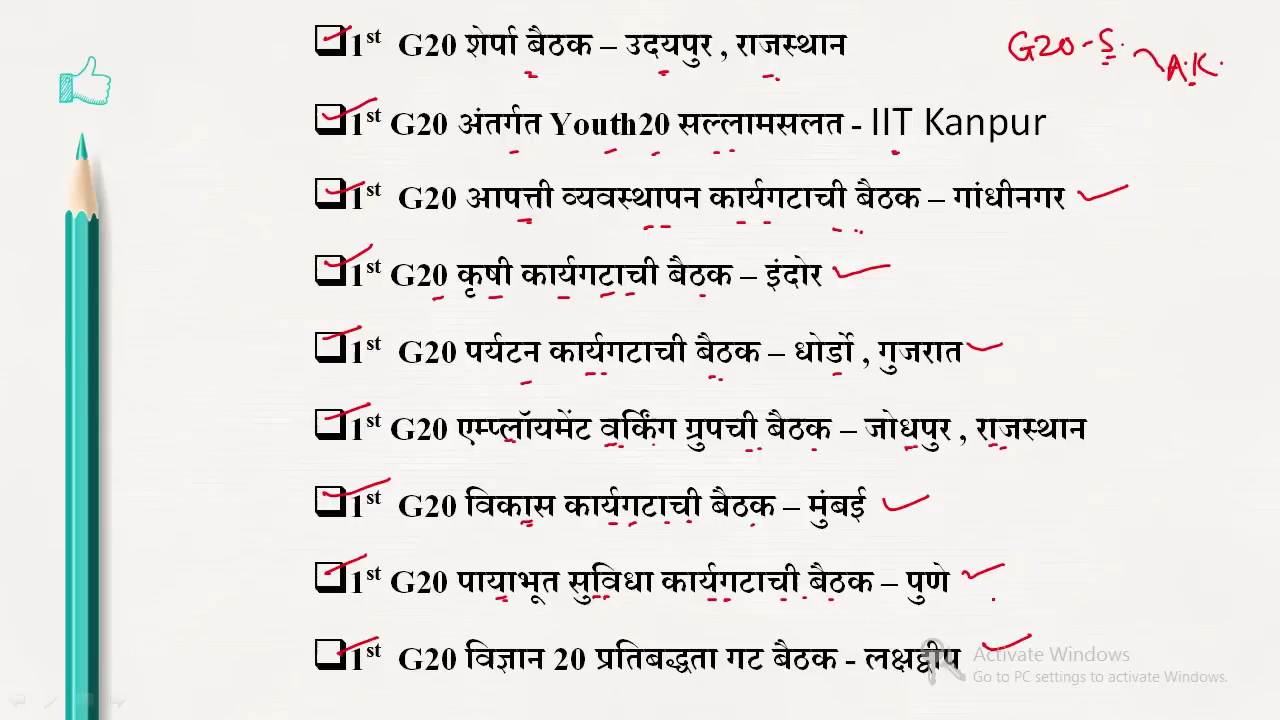 1st G20 शेर्पा बैठक – उदयपुर , राजस्थान
G20 - S. A.K.
1st G20 अंतर्गत Youth20 सल्लामसलत - IIT Kanpur
1st G20 आपत्ती व्यवस्थापन कार्यगटाची बैठक – गांधीनगर
1st G20 कृषी कार्यगटाची बैठक – इंदोर
1st G20 पर्यटन कार्यगटाची बैठक – धोर्डो , गुजरात
1st G20 एम्प्लॉयमेंट वर्किंग ग्रुपची बैठक – जोधपुर , राजस्थान
1st G20 विकास कार्यगटाची बैठक – मुंबई
1st G20 पायाभूत सुविधा कार्यगटाची बैठक – पुणे
1st G20 विज्ञान 20 प्रतिबद्धता गट बैठक - लक्षद्वीप
Activate Windows
Go to PC settings to activate Windows.